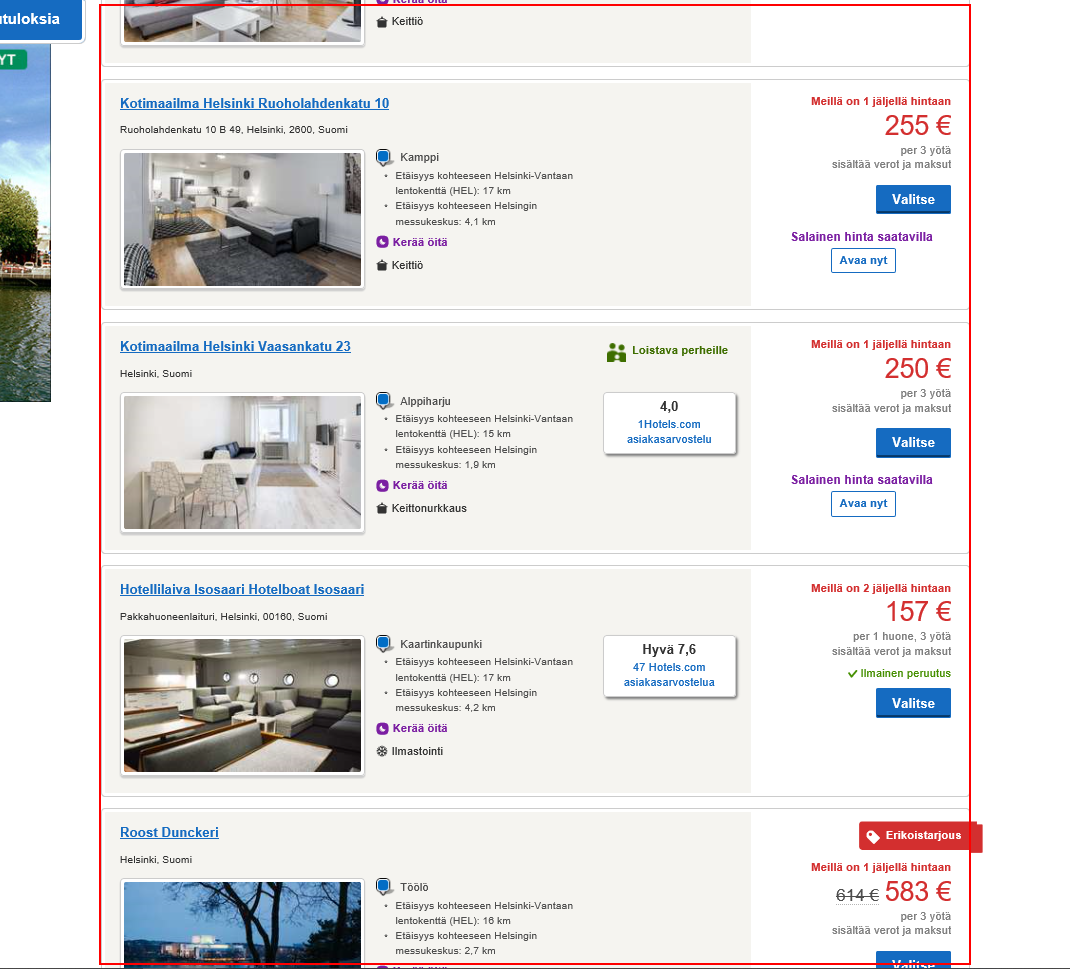 tuloksia
YT
Kerää öitä
Keittiö
Kotimaailma Helsinki Ruoholahdenkatu 10
Ruoholahdenkatu 10 B 49, Helsinki, 2600, Suomi
Kamppi
• Etäisyys kohteeseen Helsinki-Vantaan
lentokenttä (HEL): 17 km
• Etäisyys kohteeseen Helsingin
messukeskus: 4,1 km
Kerää öitä
Keittiö
Meillä on 1 jäljellä hintaan
255 €
per 3 yötä
sisältää verot ja maksut
Valitse
Salainen hinta saatavilla
Avaa nyt
Kotimaailma Helsinki Vaasankatu 23
Helsinki, Suomi
Alppiharju
• Etäisyys kohteeseen Helsinki-Vantaan
lentokenttä (HEL): 15 km
• Etäisyys kohteeseen Helsingin
messukeskus: 1,9 km
Kerää öitä
Keittonurkkaus
Loistava perheille
4,0
1Hotels.com
asiakasarvostelu
Meillä on 1 jäljellä hintaan
250 €
per 3 yötä
sisältää verot ja maksut
Valitse
Salainen hinta saatavilla
Avaa nyt
Hotellilaiva Isosaari Hotelboat Isosaari
Pakkahuoneenlaituri, Helsinki, 00160, Suomi
Kaartinkaupunki
• Etäisyys kohteeseen Helsinki-Vantaan
lentokenttä (HEL): 17 km
• Etäisyys kohteeseen Helsingin
messukeskus: 4,2 km
Kerää öitä
Ilmastointi
Hyvä 7,6
47 Hotels.com
asiakasarvostelua
Meillä on 2 jäljellä hintaan
157 €
per 1 huone, 3 yötä
sisältää verot ja maksut
Ilmainen peruutus
Valitse
Roost Dunckeri
Helsinki, Suomi
Töölö
• Etäisyys kohteeseen Helsinki-Vantaan
lentokenttä (HEL): 16 km
• Etäisyys kohteeseen Helsingin
messukeskus: 2,7 km
Kerää öitä
Erikoistarjous
Meillä on 1 jäljellä hintaan
614 € 583 €
per 3 yötä
sisältää verot ja maksut
Valitse